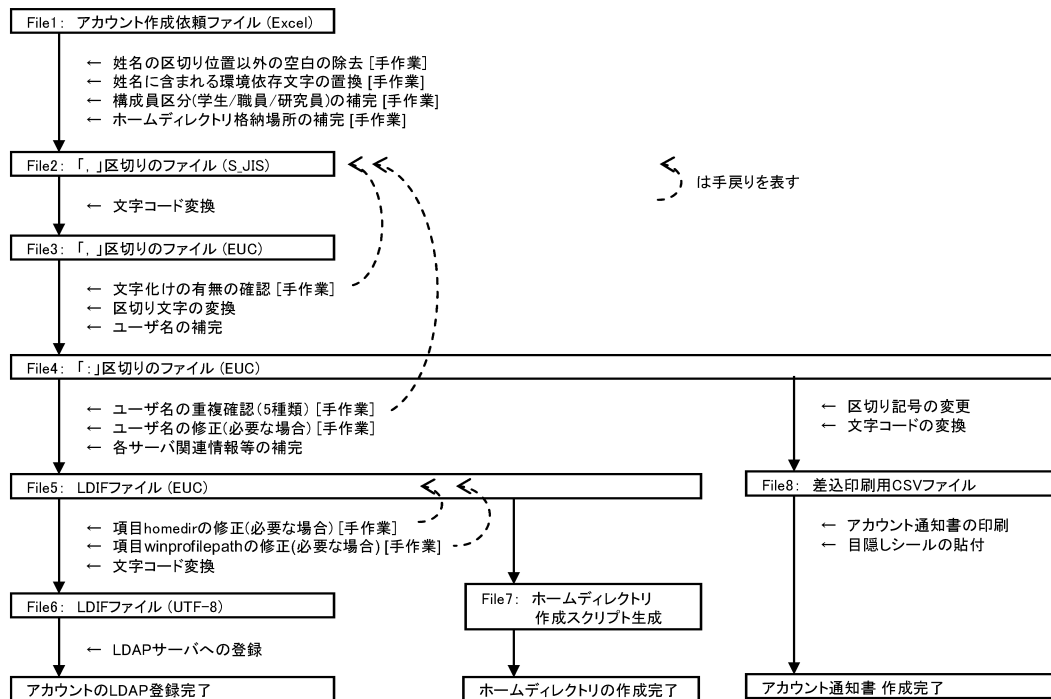 File1: アカウント作成依頼ファイル (Excel)
← 姓名の区切り位置以外の空白の除去 [手作業]
← 姓名に含まれる環境依存文字の置換 [手作業]
← 構成員区分(学生/職員/研究員)の補完 [手作業]
← ホームディレクトリ格納場所の補完 [手作業]
File2: 「,」区切りのファイル (S_JIS)
は手戻りを表す
← 文字コード変換
File3: 「,」区切りのファイル (EUC)
← 文字化けの有無の確認 [手作業]
← 区切り文字の変換
← ユーザ名の補完
File4: 「:」区切りのファイル (EUC)
← ユーザ名の重複確認(5種類) [手作業]
← ユーザ名の修正(必要な場合) [手作業]
← 各サーバ関連情報等の補完
← 区切り記号の変更
← 文字コードの変換
File5: LDIFファイル (EUC)
File8: 差込印刷用CSVファイル
← 項目homedirの修正(必要な場合) [手作業]
← 項目winprofilepathの修正(必要な場合) [手作業]
← 文字コード変換
← アカウント通知書の印刷
← 目隠しシールの貼付
File6: LDIFファイル (UTF-8)
File7: ホームディレクトリ
作成スクリプト生成
← LDAPサーバへの登録
アカウントのLDAP登録完了
ホームディレクトリの作成完了
アカウント通知書 作成完了